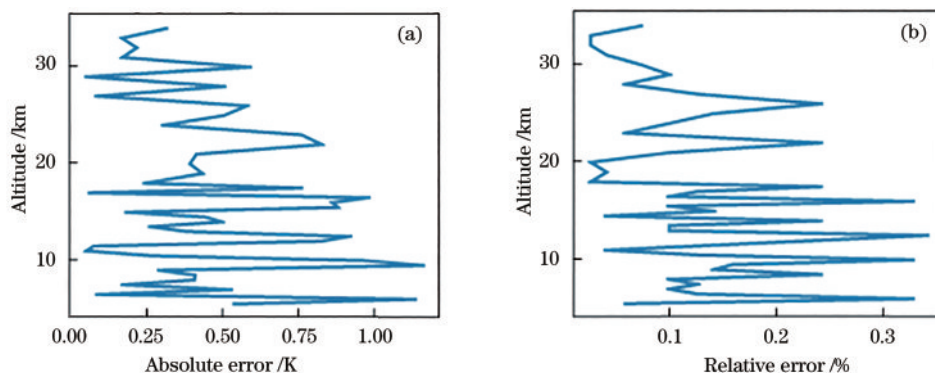 (a)
30
20
10
Altitude /km
0.00 0.25 0.50 0.75 1.00
Absolute error /K
(b)
30
20
10
Altitude /km
0.1 0.2 0.3
Relative error /%